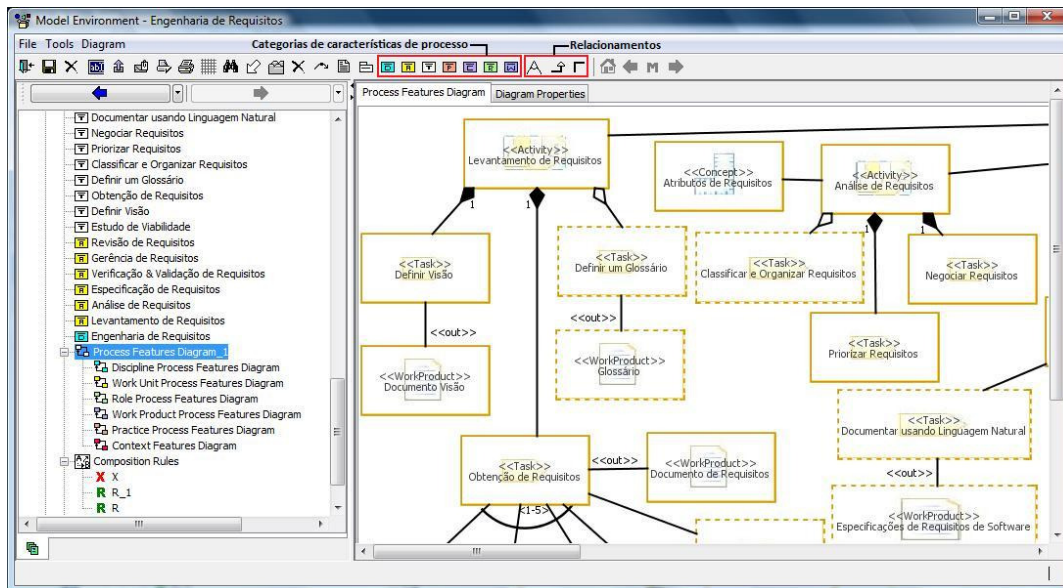 Model Environment - Engenharia de Requisitos
File Tools Diagram
Categorias de características de processo
Relacionamentos
M
Process Features Diagram
Diagram Properties
Documentar usando Linguagem Natural
Negociar Requisitos
Priorizar Requisitos
Classificar e Organizar Requisitos
Definir um Glossário
Obtenção de Requisitos
Definir Visão
Estudo de Viabilidade
Revisão de Requisitos
Gerência de Requisitos
Verificação & Validação de Requisitos
Especificação de Requisitos
Análise de Requisitos
Levantamento de Requisitos
Engenharia de Requisitos
Process Features Diagram_1
Discipline Process Features Diagram
Work Unit Process Features Diagram
Role Process Features Diagram
Work Product Process Features Diagram
Practice Process Features Diagram
Context Features Diagram
Composition Rules
X X
R R_1
R R
<<Activity>>
Levantamento de Requisitos
<<Concept>>
Atributos de Requisitos
<<Activity>>
Análise de Requisitos
1
1
1
1
<<Task>>
Definir Visão
<<Task>>
Definir um Glossário
<<Task>>
Classificar e Organizar Requisitos
<<Task>>
Negociar Requisitos
<<out>>
<<out>>
<<WorkProduct>>
Documento Visão
<<WorkProduct>>
Glossário
<<Task>>
Priorizar Requisitos
<<Task>>
Documentar usando Linguagem Natural
<<Task>>
Obtenção de Requisitos
<<out>>
<<WorkProduct>>
Documento de Requisitos
<<out>>
<<WorkProduct>>
Especificações de Requisitos de Software
<1-5>